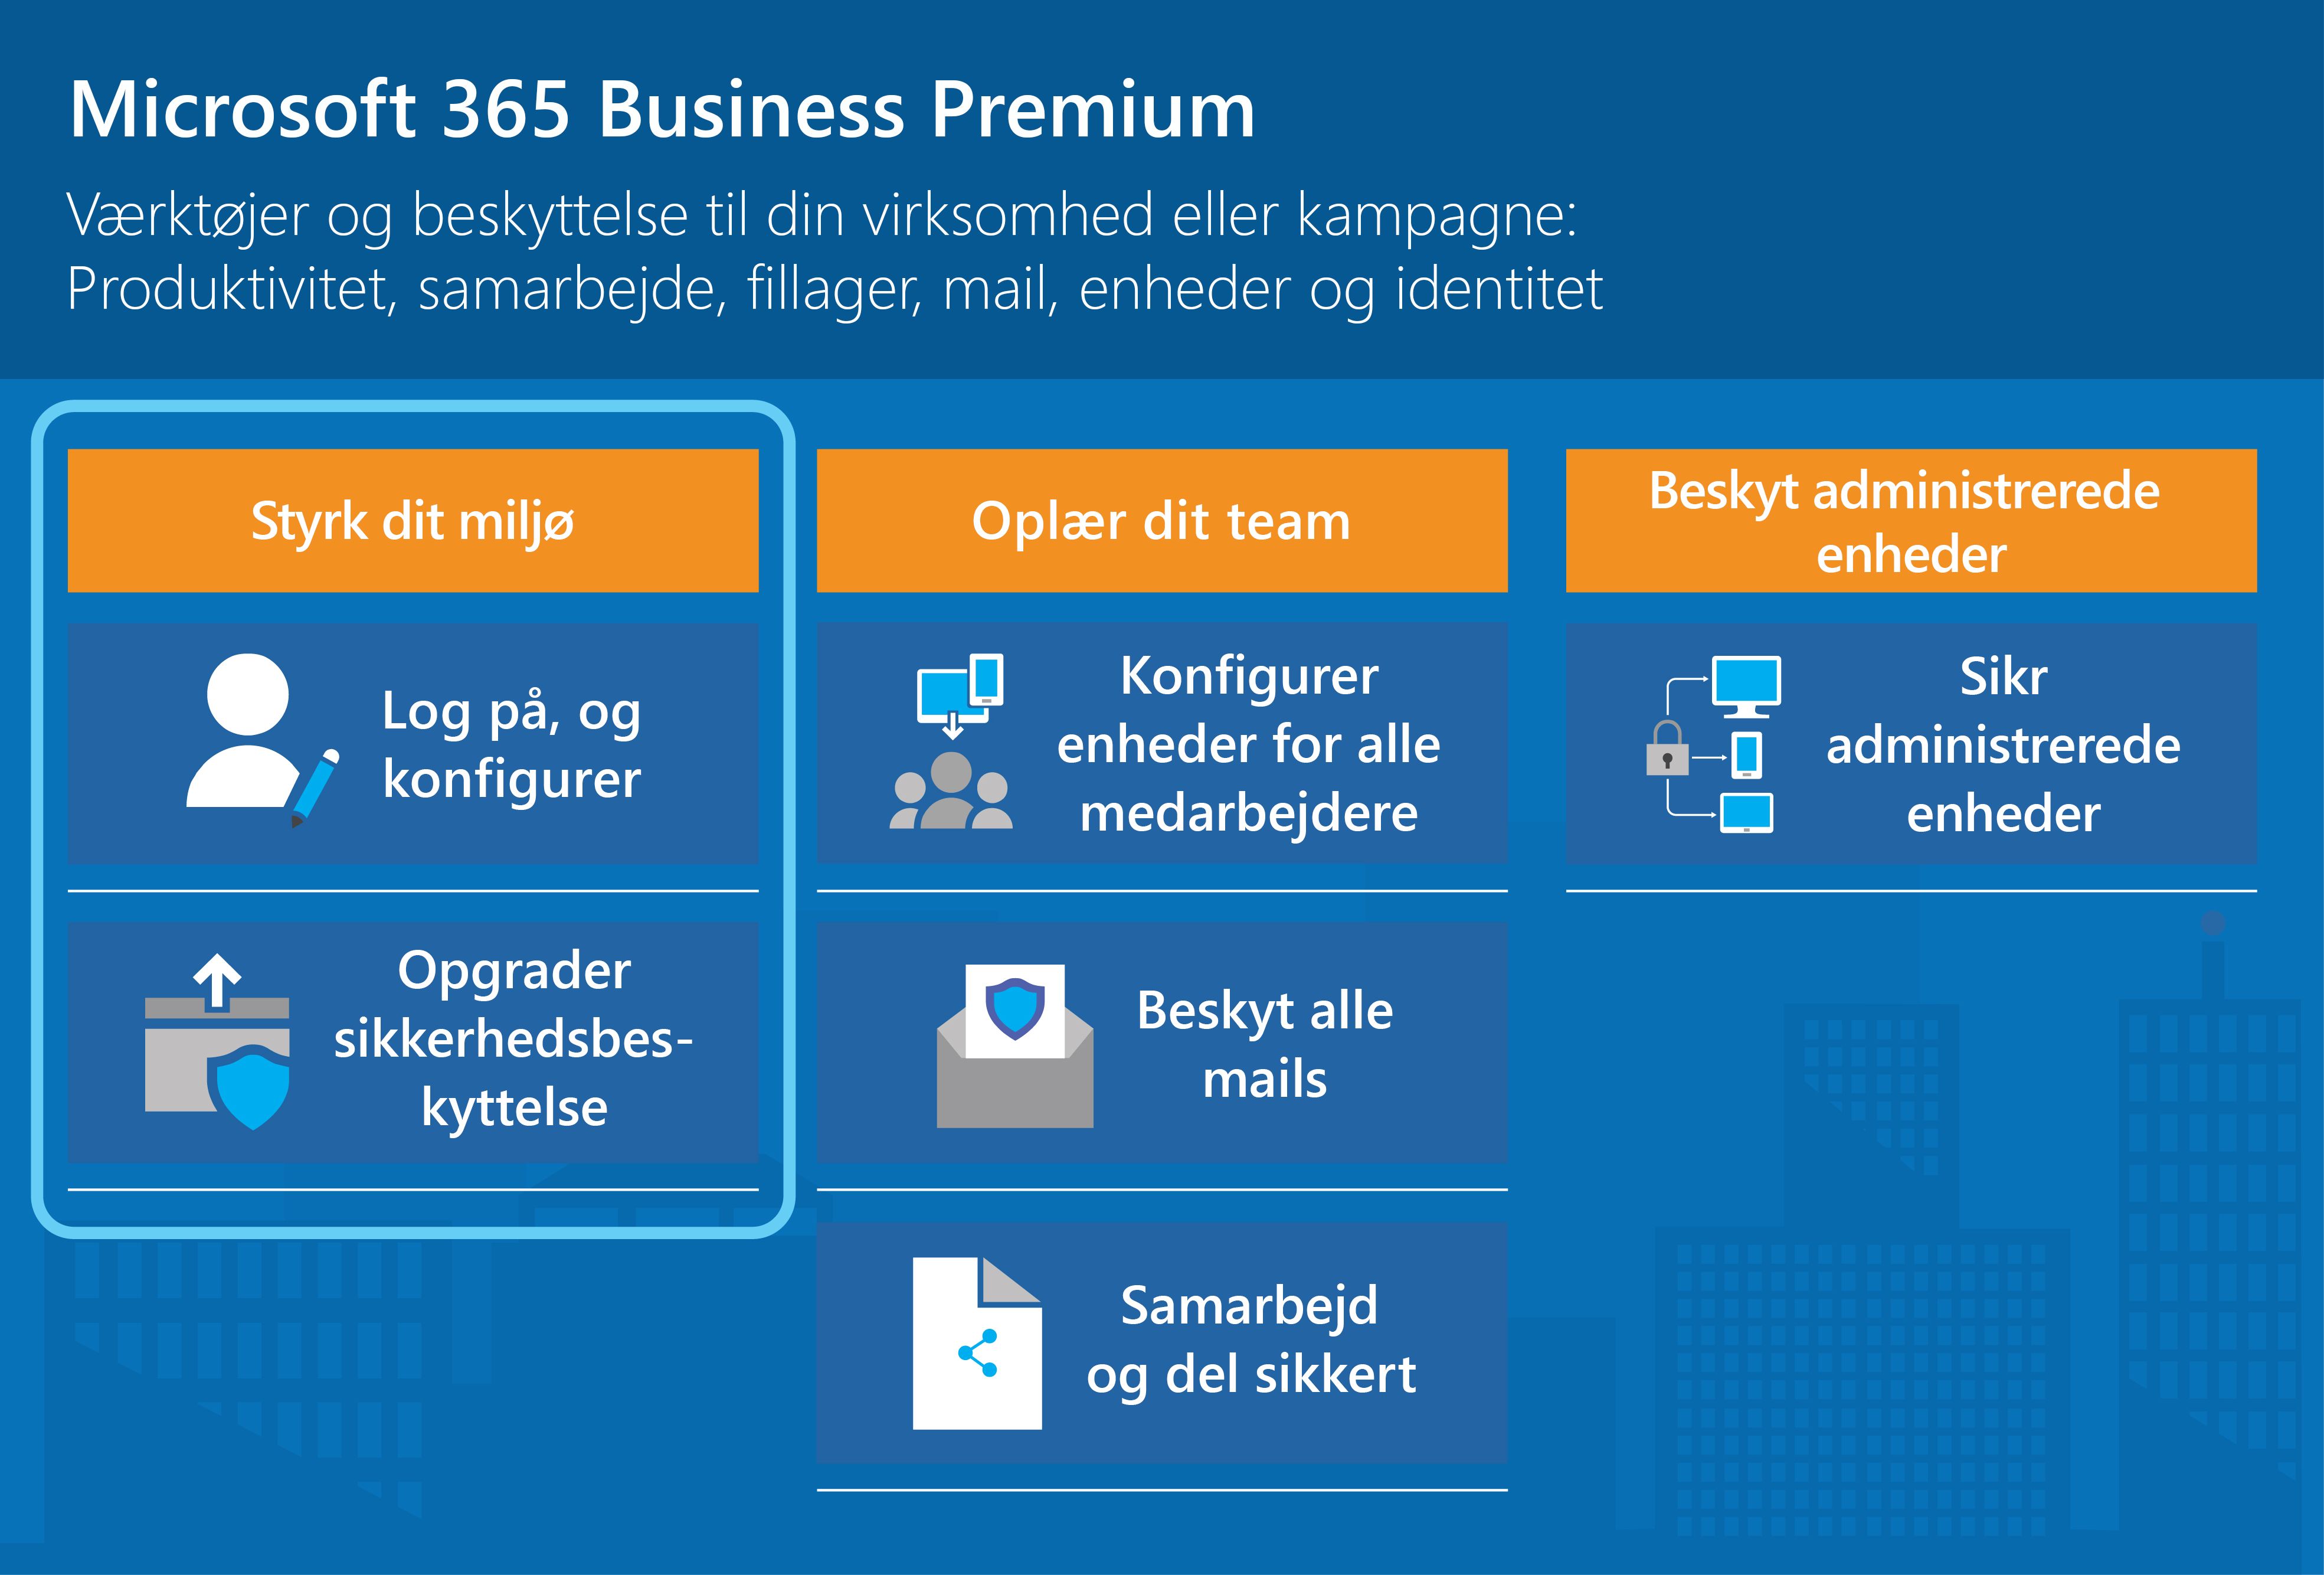 Microsoft 365 Business Premium
Værktøjer og beskyttelse til din virksomhed eller kampagne:
Produktivitet, samarbejde, fillager, mail, enheder og identitet
Styrk dit miljø
Log på, og
konfigurer
Opgrader
sikkerhedsbes-
kyttelse
Oplær dit team
Konfigurer
enheder for alle
medarbejdere
Beskyt alle
mails
Samarbejd
og del sikkert
Beskyt administrerede
enheder
Sikr
administrerede
enheder